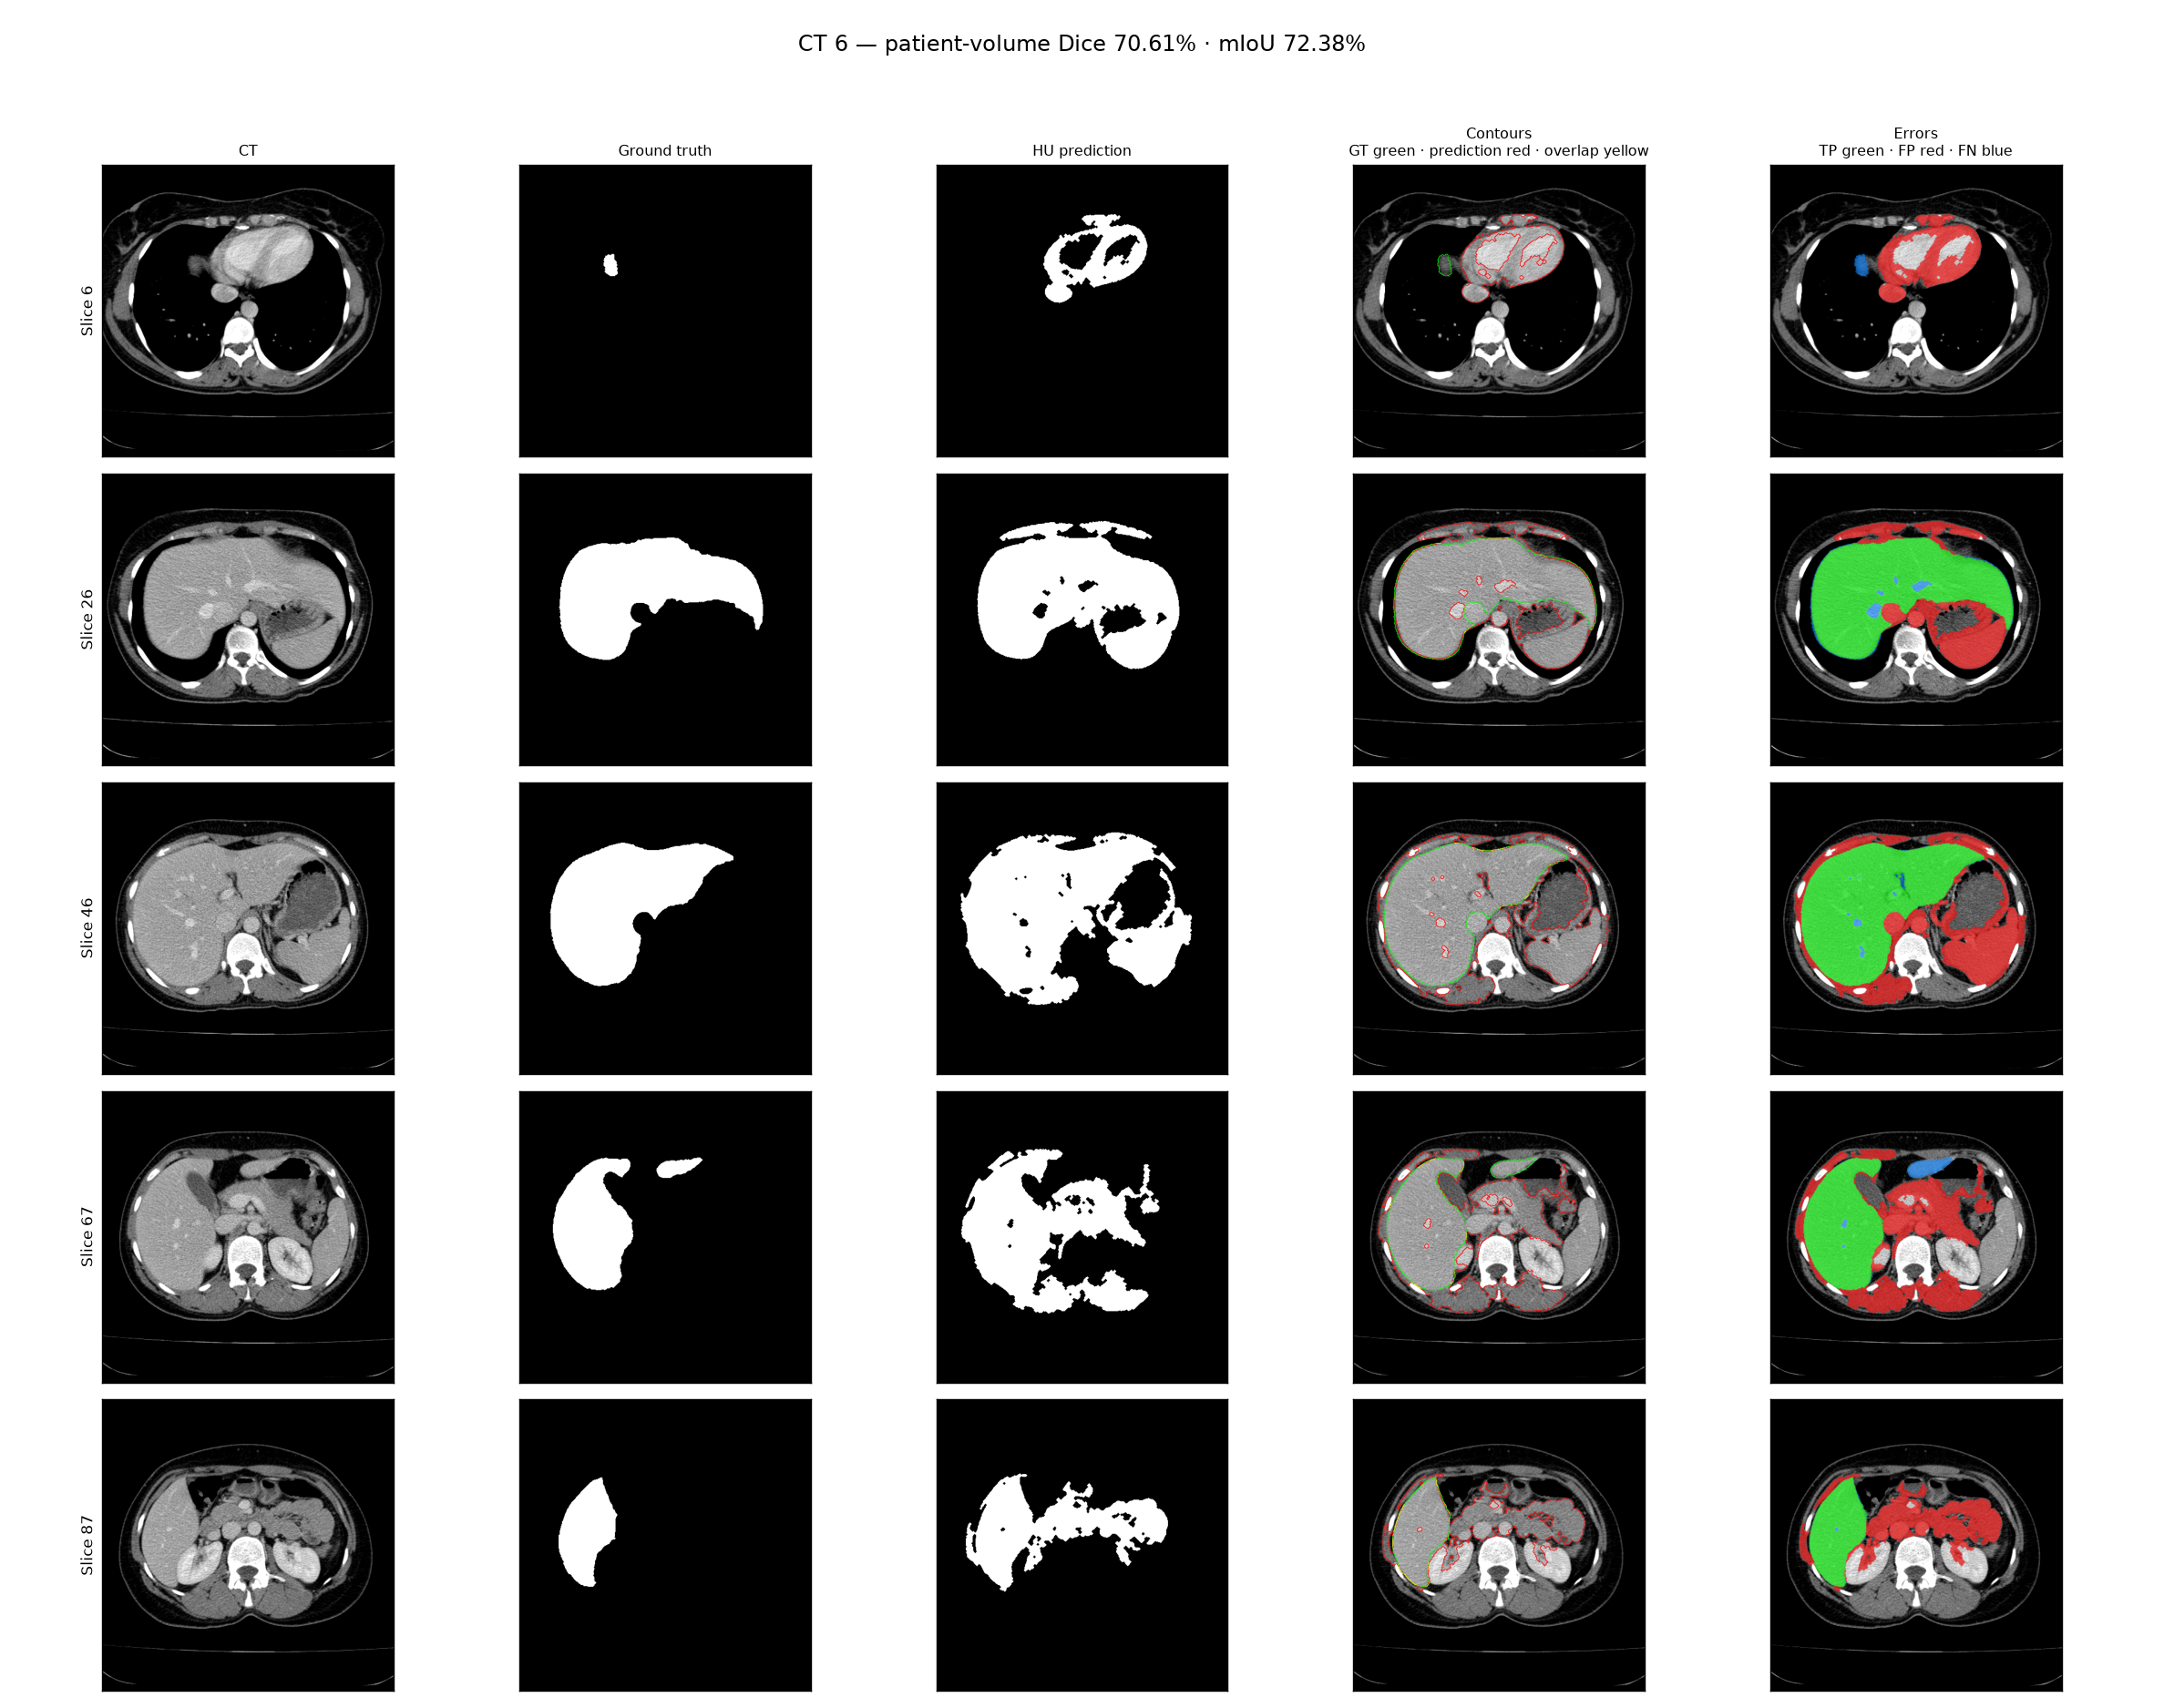 CT 6 — patient-volume Dice 70.61% · mIoU 72.38%
CT
Ground truth
HU prediction
Contours
GT green · prediction red · overlap yellow
Errors
TP green · FP red · FN blue
Slice 6
Slice 26
Slice 46
Slice 67
Slice 87